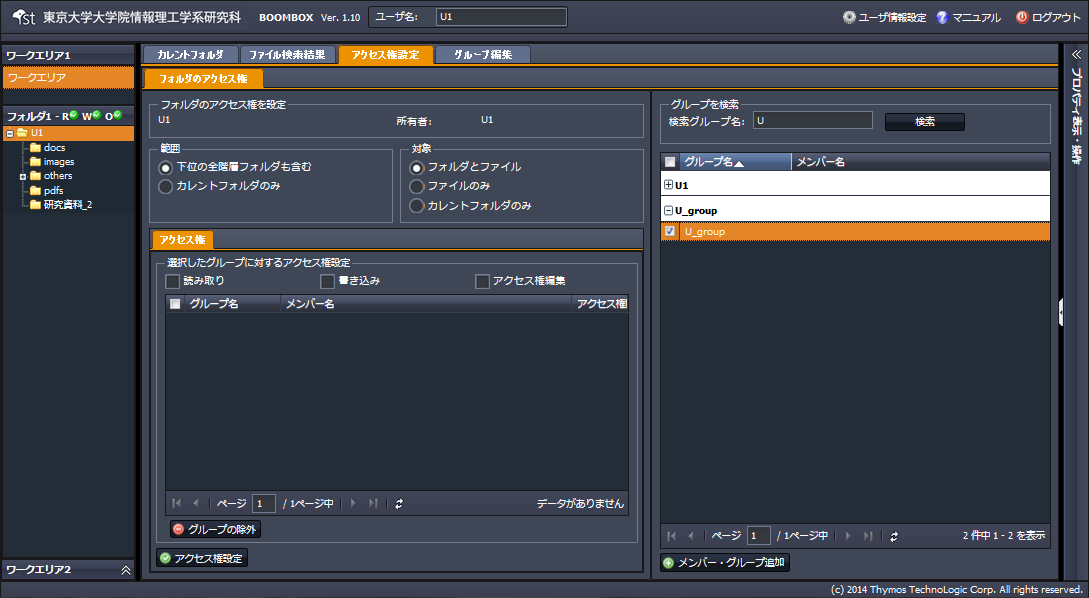 1st 東京大学大学院情報理工学系研究科 BOOMBOX Ver. 1.10 ユーザ名: U1 ユーザ情報設定 マニュアル ログアウト
ワークエリア1 カレントフォルダ ファイル検索結果 アクセス権設定 グループ編集
ワークエリア フォルダのアクセス権
フォルダ1 - R W O
U1
docs
images
others
pdfs
研究資料_2
ワークエリア2
フォルダのアクセス権を設定
U1 所有者: U1
範囲
下位の全階層フォルダも含む
カレントフォルダのみ
対象
フォルダとファイル
ファイルのみ
カレントフォルダのみ
アクセス権
選択したグループに対するアクセス権設定
読み取り 書き込み アクセス権編集
グループ名 メンバー名 アクセス権
ページ 1 / 1ページ中 データがありません
グループの除外
アクセス権設定
グループを検索
検索グループ名: U 検索
グループ名 メンバー名
U1
U_group
U_group
ページ 1 / 1ページ中 2 件中 1 - 2 を表示
メンバー・グループ追加
プロパティ表示・操作
(c) 2014 Thymos TechnoLogic Corp. All rights reserved.